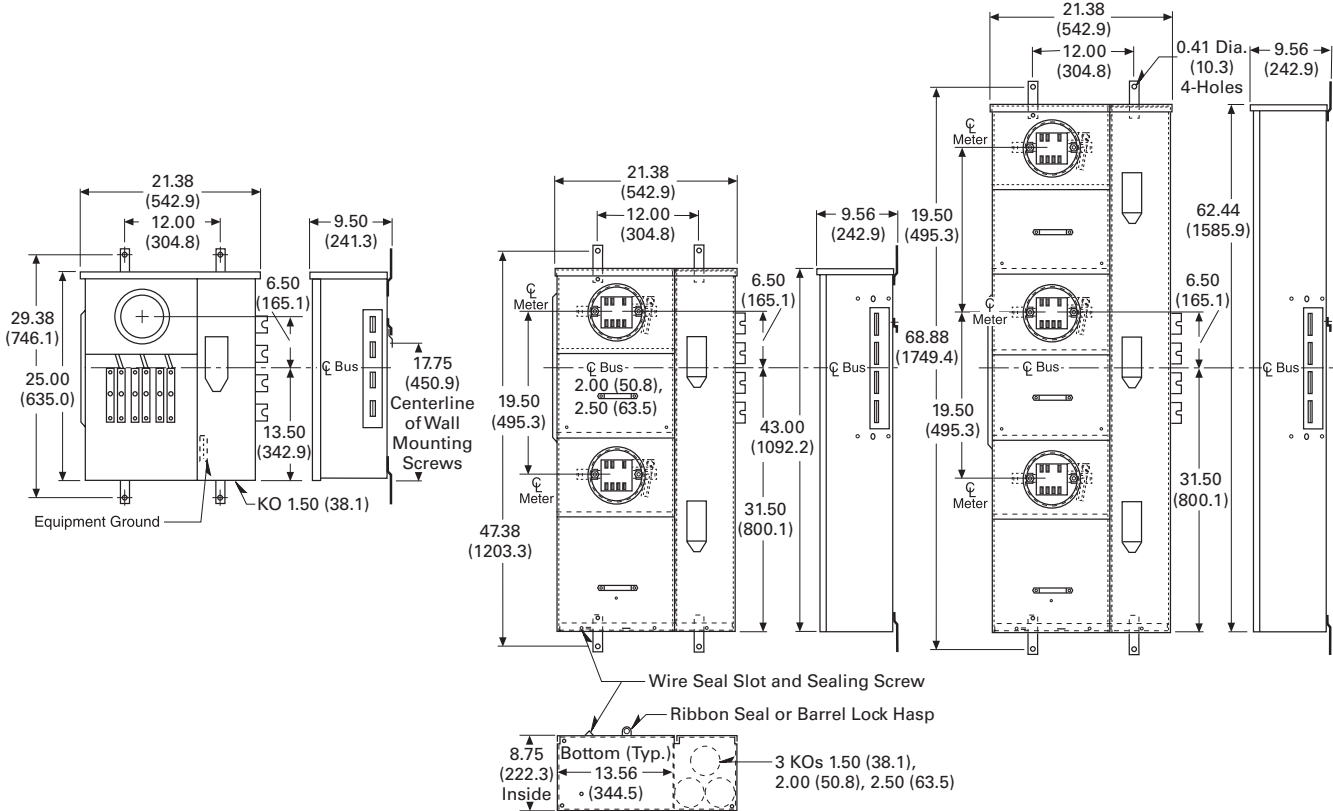 21.38
(542.9)
12.00
(304.8)
9.50
(241.3)
29.38
(746.1)
25.00
(635.0)
6.50
(165.1)
13.50
(342.9)
℄ Bus
17.75
(450.9)
Centerline
of Wall
Mounting
Screws
KO 1.50 (38.1)
Equipment Ground
21.38
(542.9)
12.00
(304.8)
9.56
(242.9)
℄
Meter
6.50
(165.1)
℄ Bus
2.00 (50.8),
2.50 (63.5)
19.50
(495.3)
℄
Meter
47.38
(1203.3)
43.00
(1092.2)
31.50
(800.1)
℄ Bus
21.38
(542.9)
12.00
(304.8)
0.41 Dia.
(10.3)
4-Holes
9.56
(242.9)
℄
Meter
19.50
(495.3)
62.44
(1585.9)
℄
Meter
6.50
(165.1)
68.88
(1749.4)
℄ Bus
℄ Bus
19.50
(495.3)
℄
Meter
31.50
(800.1)
Wire Seal Slot and Sealing Screw
Ribbon Seal or Barrel Lock Hasp
8.75
(222.3)
Inside
Bottom (Typ.)
13.56
(344.5)
3 KOs 1.50 (38.1),
2.00 (50.8), 2.50 (63.5)